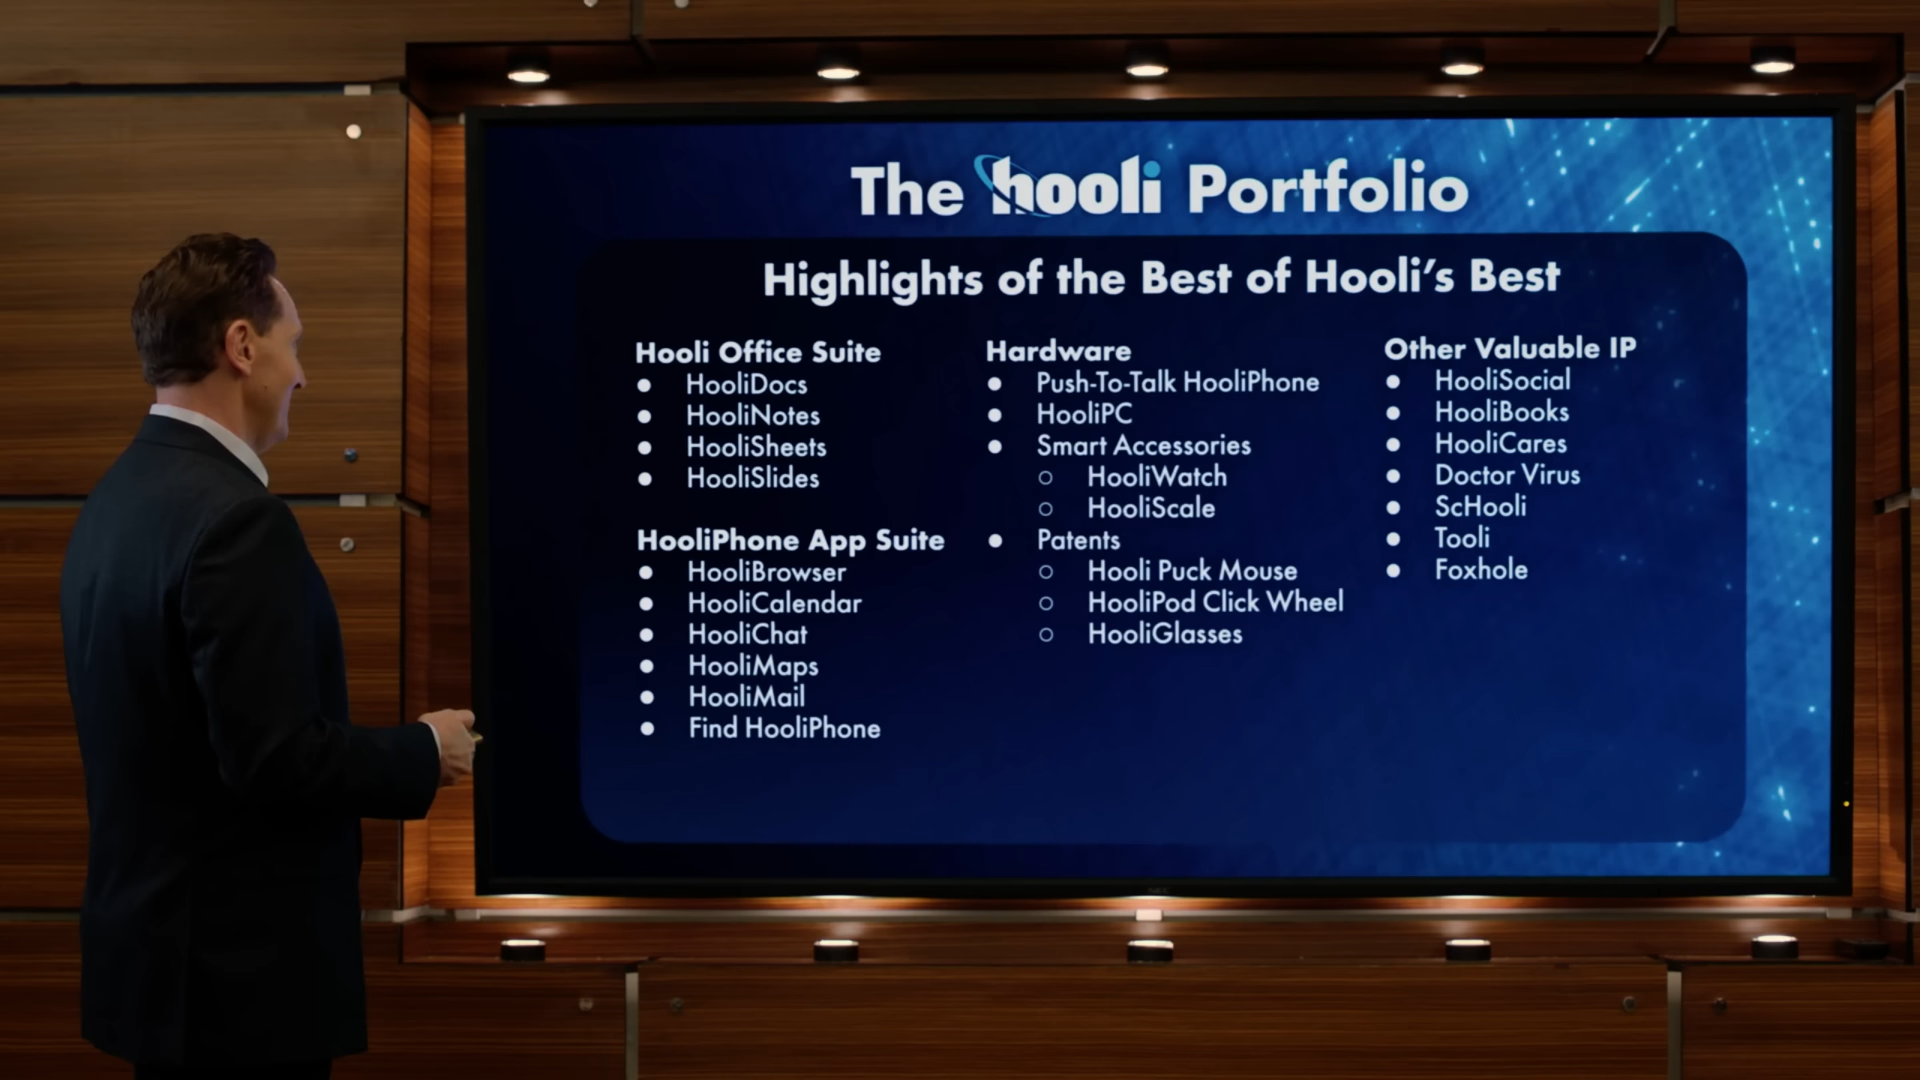 The hooli Portfolio
Highlights of the Best of Hooli's Best
Hooli Office Suite
● HooliDocs
● HooliNotes
● HooliSheets
● HooliSlides
HooliPhone App Suite
● HooliBrowser
● HooliCalendar
● HooliChat
● HooliMaps
● HooliMail
● Find HooliPhone
Hardware
● Push-To-Talk HooliPhone
● HooliPC
● Smart Accessories
○ HooliWatch
○ HooliScale
● Patents
○ Hooli Puck Mouse
○ HooliPod Click Wheel
○ HooliGlasses
Other Valuable IP
● HooliSocial
● HooliBooks
● HooliCares
● Doctor Virus
● ScHooli
● Tooli
● Foxhole
NEC